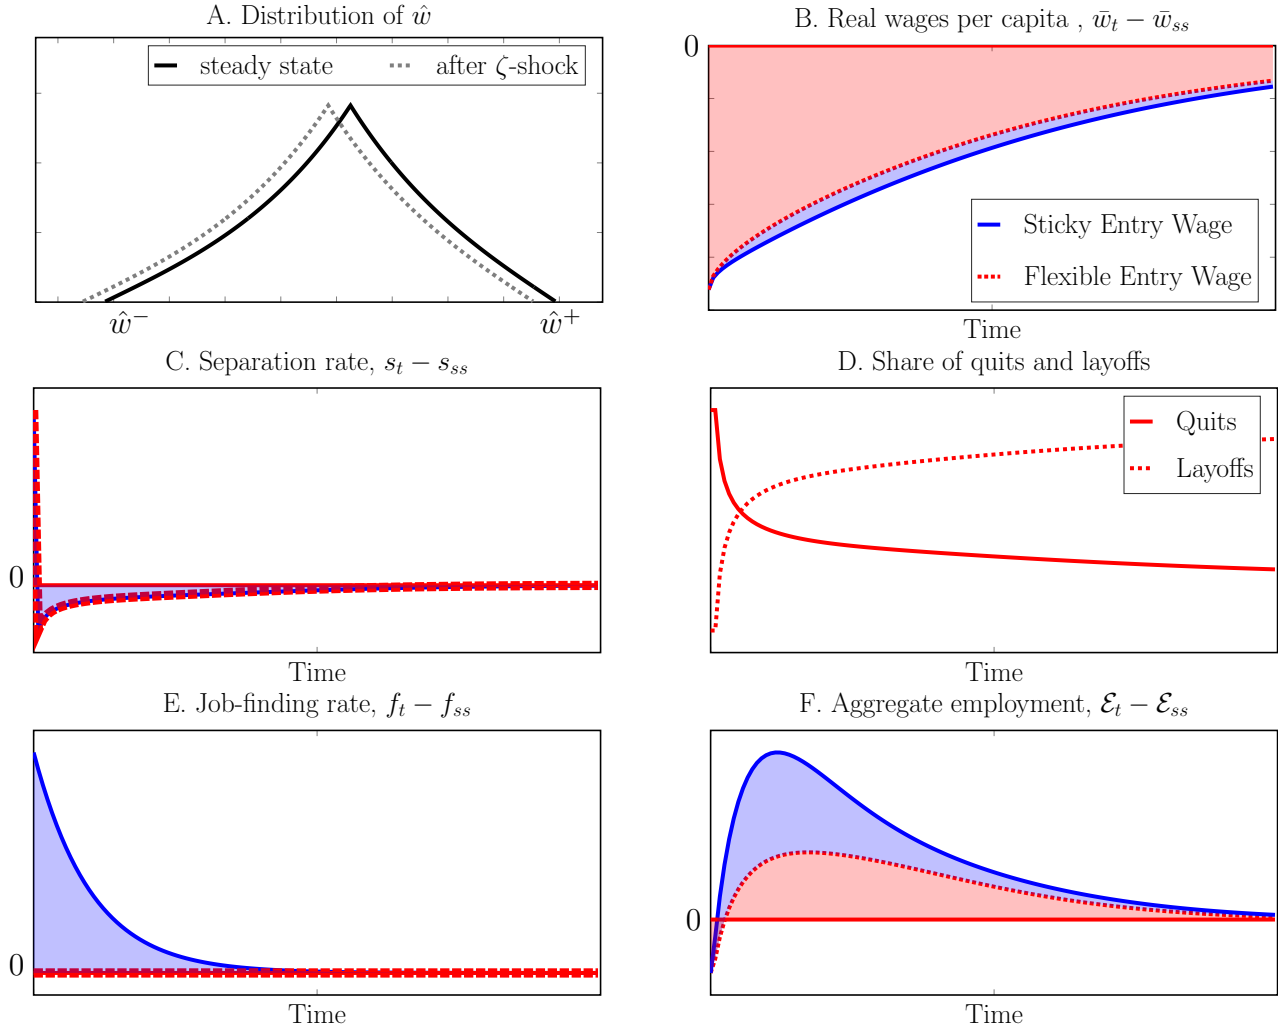 A. Distribution of ŵ
steady state
after ζ-shock
ŵ⁻
ŵ⁺
B. Real wages per capita , w̄ₜ − w̄ₛₛ
0
Sticky Entry Wage
Flexible Entry Wage
Time
C. Separation rate, sₜ − sₛₛ
0
Time
D. Share of quits and layoffs
Quits
Layoffs
Time
E. Job-finding rate, fₜ − fₛₛ
0
Time
F. Aggregate employment, ℰₜ − ℰₛₛ
0
Time